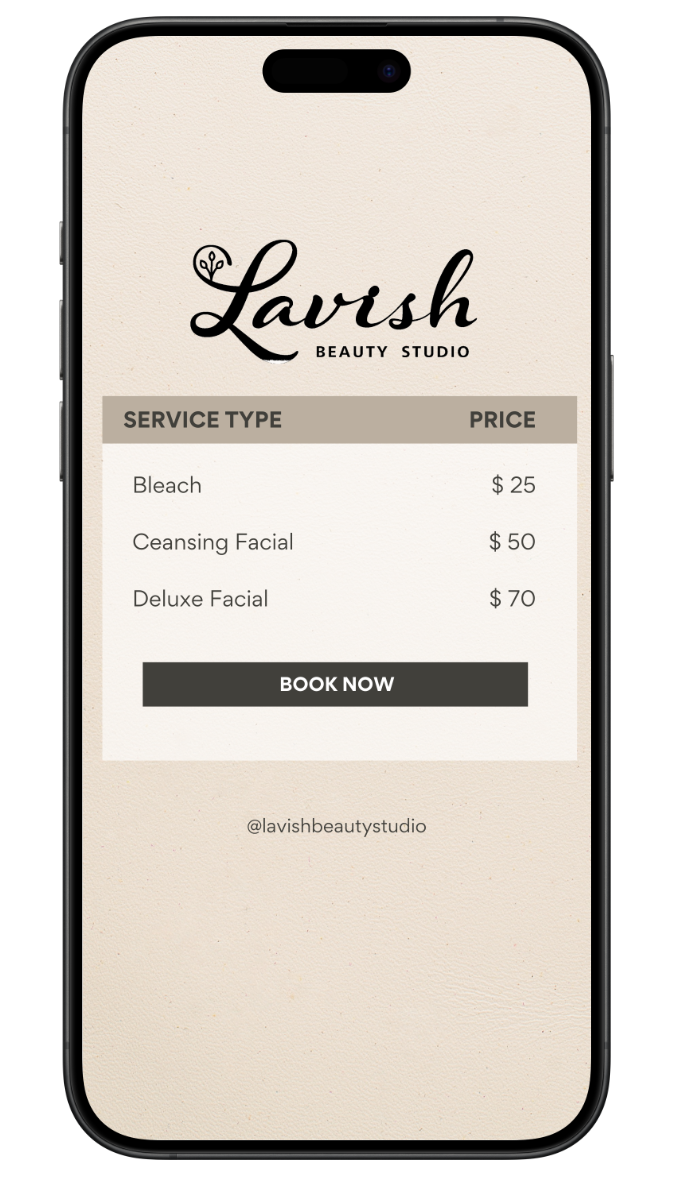 Lavish
BEAUTY STUDIO
SERVICE TYPE PRICE
Bleach $ 25
Ceansing Facial $ 50
Deluxe Facial $ 70
BOOK NOW
@lavishbeautystudio